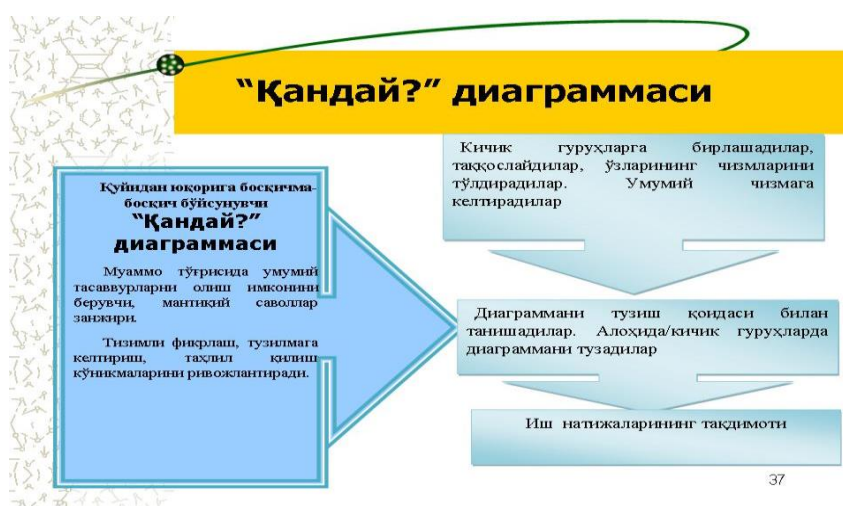 “Қандай?” диаграммаси
Қуйидан юқорига босқичма-
босқич бўйсунувчи
“Қандай?”
диаграммаси
Муаммо тўғрисида умумий
тасаввурларни олиш имконини
берувчи, мантиқий саволлар
занжири.
Тизимли фикрлаш, тузилмага
келтириш, таҳлил қилиш
кўникмаларини ривожлантиради.
Кичик гуруҳларга бирлашадилар,
таққослайдилар, ўзларининг чизмларини
тўлдирадилар. Умумий чизмага
келтирадилар
Диаграммани тузиш қоидаси билан
танишадилар. Алоҳида/кичик гуруҳларда
диаграммани тузадилар
Иш натижаларининг тақдимоти
37